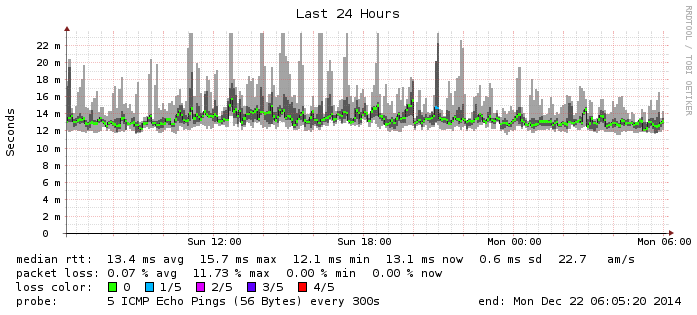 Last 24 Hours
RRDTOOL / TOBI OETIKER
Seconds
22 m
20 m
18 m
16 m
14 m
12 m
10 m
8 m
6 m
4 m
2 m
0
Sun 12:00 Sun 18:00 Mon 00:00 Mon 06:00
median rtt: 13.4 ms avg 15.7 ms max 12.1 ms min 13.1 ms now 0.6 ms sd 22.7 am/s
packet loss: 0.07 % avg 11.73 % max 0.00 % min 0.00 % now
loss color: 0 1/5 2/5 3/5 4/5
probe: 5 ICMP Echo Pings (56 Bytes) every 300s end: Mon Dec 22 06:05:20 2014